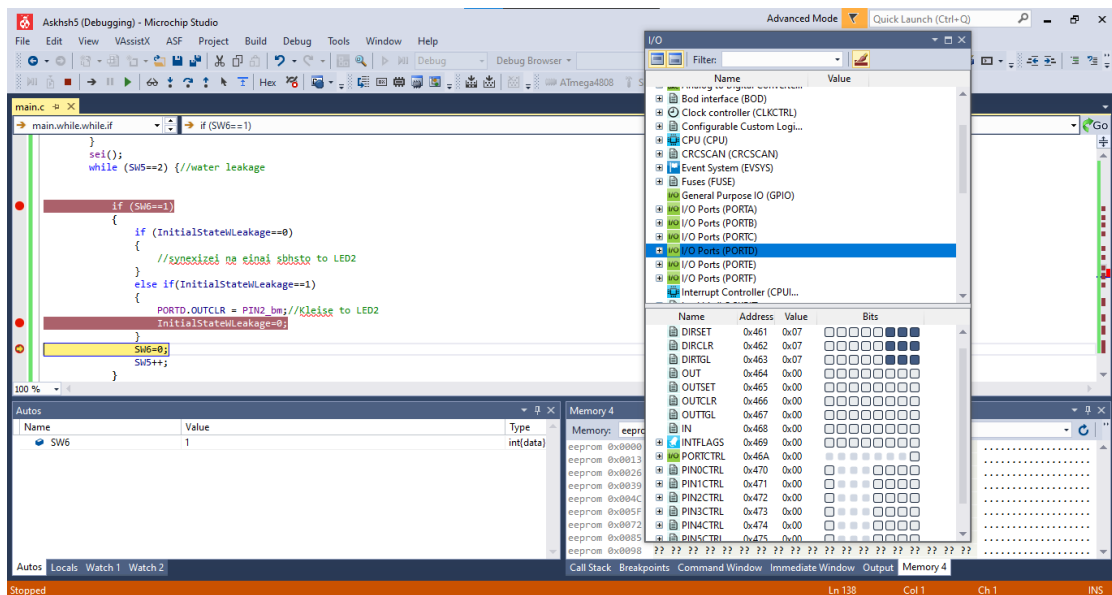 Askhsh5 (Debugging) - Microchip Studio
Advanced Mode
Quick Launch (Ctrl+Q)
File Edit View VAssistX ASF Project Build Debug Tools Window Help
Debug
Debug Browser
Hex
ATmega4808
main.c
main.while.while.if
if (SW6==1)
Go
}
sei();
while (SW5==2) {//water leakage
if (SW6==1)
{
if (InitialStateWLeakage==0)
{
//synexizei na einai sbhsto to LED2
}
else if(InitialStateWLeakage==1)
{
PORTD.OUTCLR = PIN2_bm;//Kleise to LED2
InitialStateWLeakage=0;
}
SW6=0;
SW5++;
}
100 %
I/O
Filter:
Name Value
Bod interface (BOD)
Clock controller (CLKCTRL)
Configurable Custom Logi...
CPU (CPU)
CRCSCAN (CRCSCAN)
Event System (EVSYS)
Fuses (FUSE)
General Purpose IO (GPIO)
I/O Ports (PORTA)
I/O Ports (PORTB)
I/O Ports (PORTC)
I/O Ports (PORTD)
I/O Ports (PORTE)
I/O Ports (PORTF)
Interrupt Controller (CPUI...
Name Address Value Bits
DIRSET 0x461 0x07
DIRCLR 0x462 0x07
DIRTGL 0x463 0x07
OUT 0x464 0x00
OUTSET 0x465 0x00
OUTCLR 0x466 0x00
OUTTGL 0x467 0x00
IN 0x468 0x00
INTFLAGS 0x469 0x00
PORTCTRL 0x46A 0x00
PIN0CTRL 0x470 0x00
PIN1CTRL 0x471 0x00
PIN2CTRL 0x472 0x00
PIN3CTRL 0x473 0x00
PIN4CTRL 0x474 0x00
PIN5CTRL 0x475 0x00
Autos
Name Value Type
SW6 1 int{data}
Memory 4
Memory: eepro
eeprom 0x0000 ..................
eeprom 0x0013 ..................
eeprom 0x0026 ..................
eeprom 0x0039 ..................
eeprom 0x004C ..................
eeprom 0x005F ..................
eeprom 0x0072 ..................
eeprom 0x0085 ..................
eeprom 0x0098 ?? ?? ?? ?? ?? ?? ?? ?? ?? ?? ?? ?? ?? ?? ?? ?? ?? ?? ?? ..................
Autos Locals Watch 1 Watch 2
Call Stack Breakpoints Command Window Immediate Window Output Memory 4
Stopped Ln 138 Col 1 Ch 1 INS